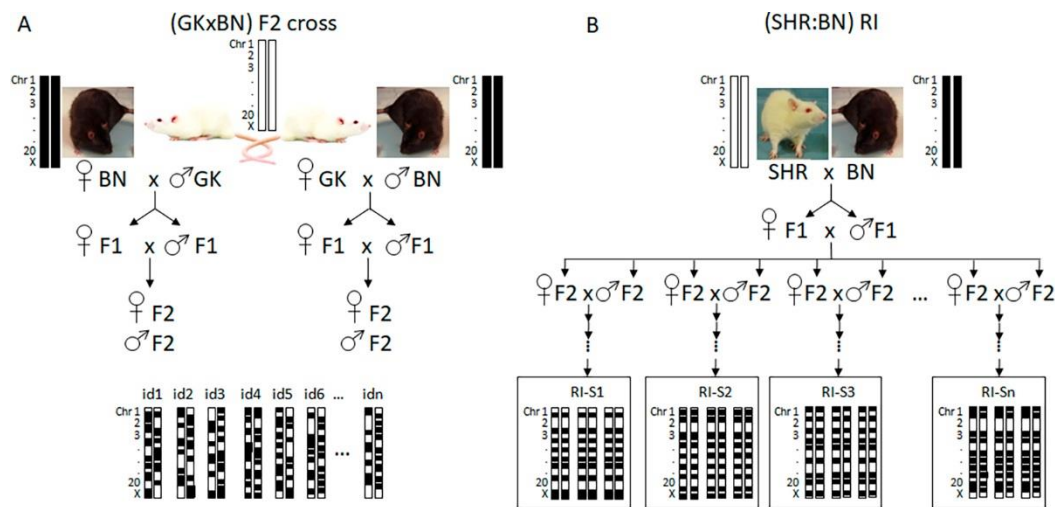 A
(GKxBN) F2 cross
Chr 1
2
3
.
.
.
20
X
Chr 1
2
3
.
.
.
20
X
Chr 1
2
3
.
.
.
20
X
♀ BN x ♂ GK
♀ GK x ♂ BN
♀ F1 x ♂ F1
♀ F1 x ♂ F1
♀ F2
♂ F2
♀ F2
♂ F2
id1 id2 id3 id4 id5 id6 ... idn
Chr 1
2
3
.
.
20
X
...
B
(SHR:BN) RI
Chr 1
2
3
.
.
.
20
X
Chr 1
2
3
.
.
.
20
X
SHR x BN
♀ F1 x ♂ F1
♀ F2 x ♂ F2 ♀ F2 x ♂ F2 ♀ F2 x ♂ F2 ... ♀ F2 x ♂ F2
RI-S1
Chr 1
2
3
.
.
20
X
RI-S2
Chr 1
2
3
.
.
20
X
RI-S3
Chr 1
2
3
.
.
20
X
RI-Sn
Chr 1
2
3
.
.
20
X